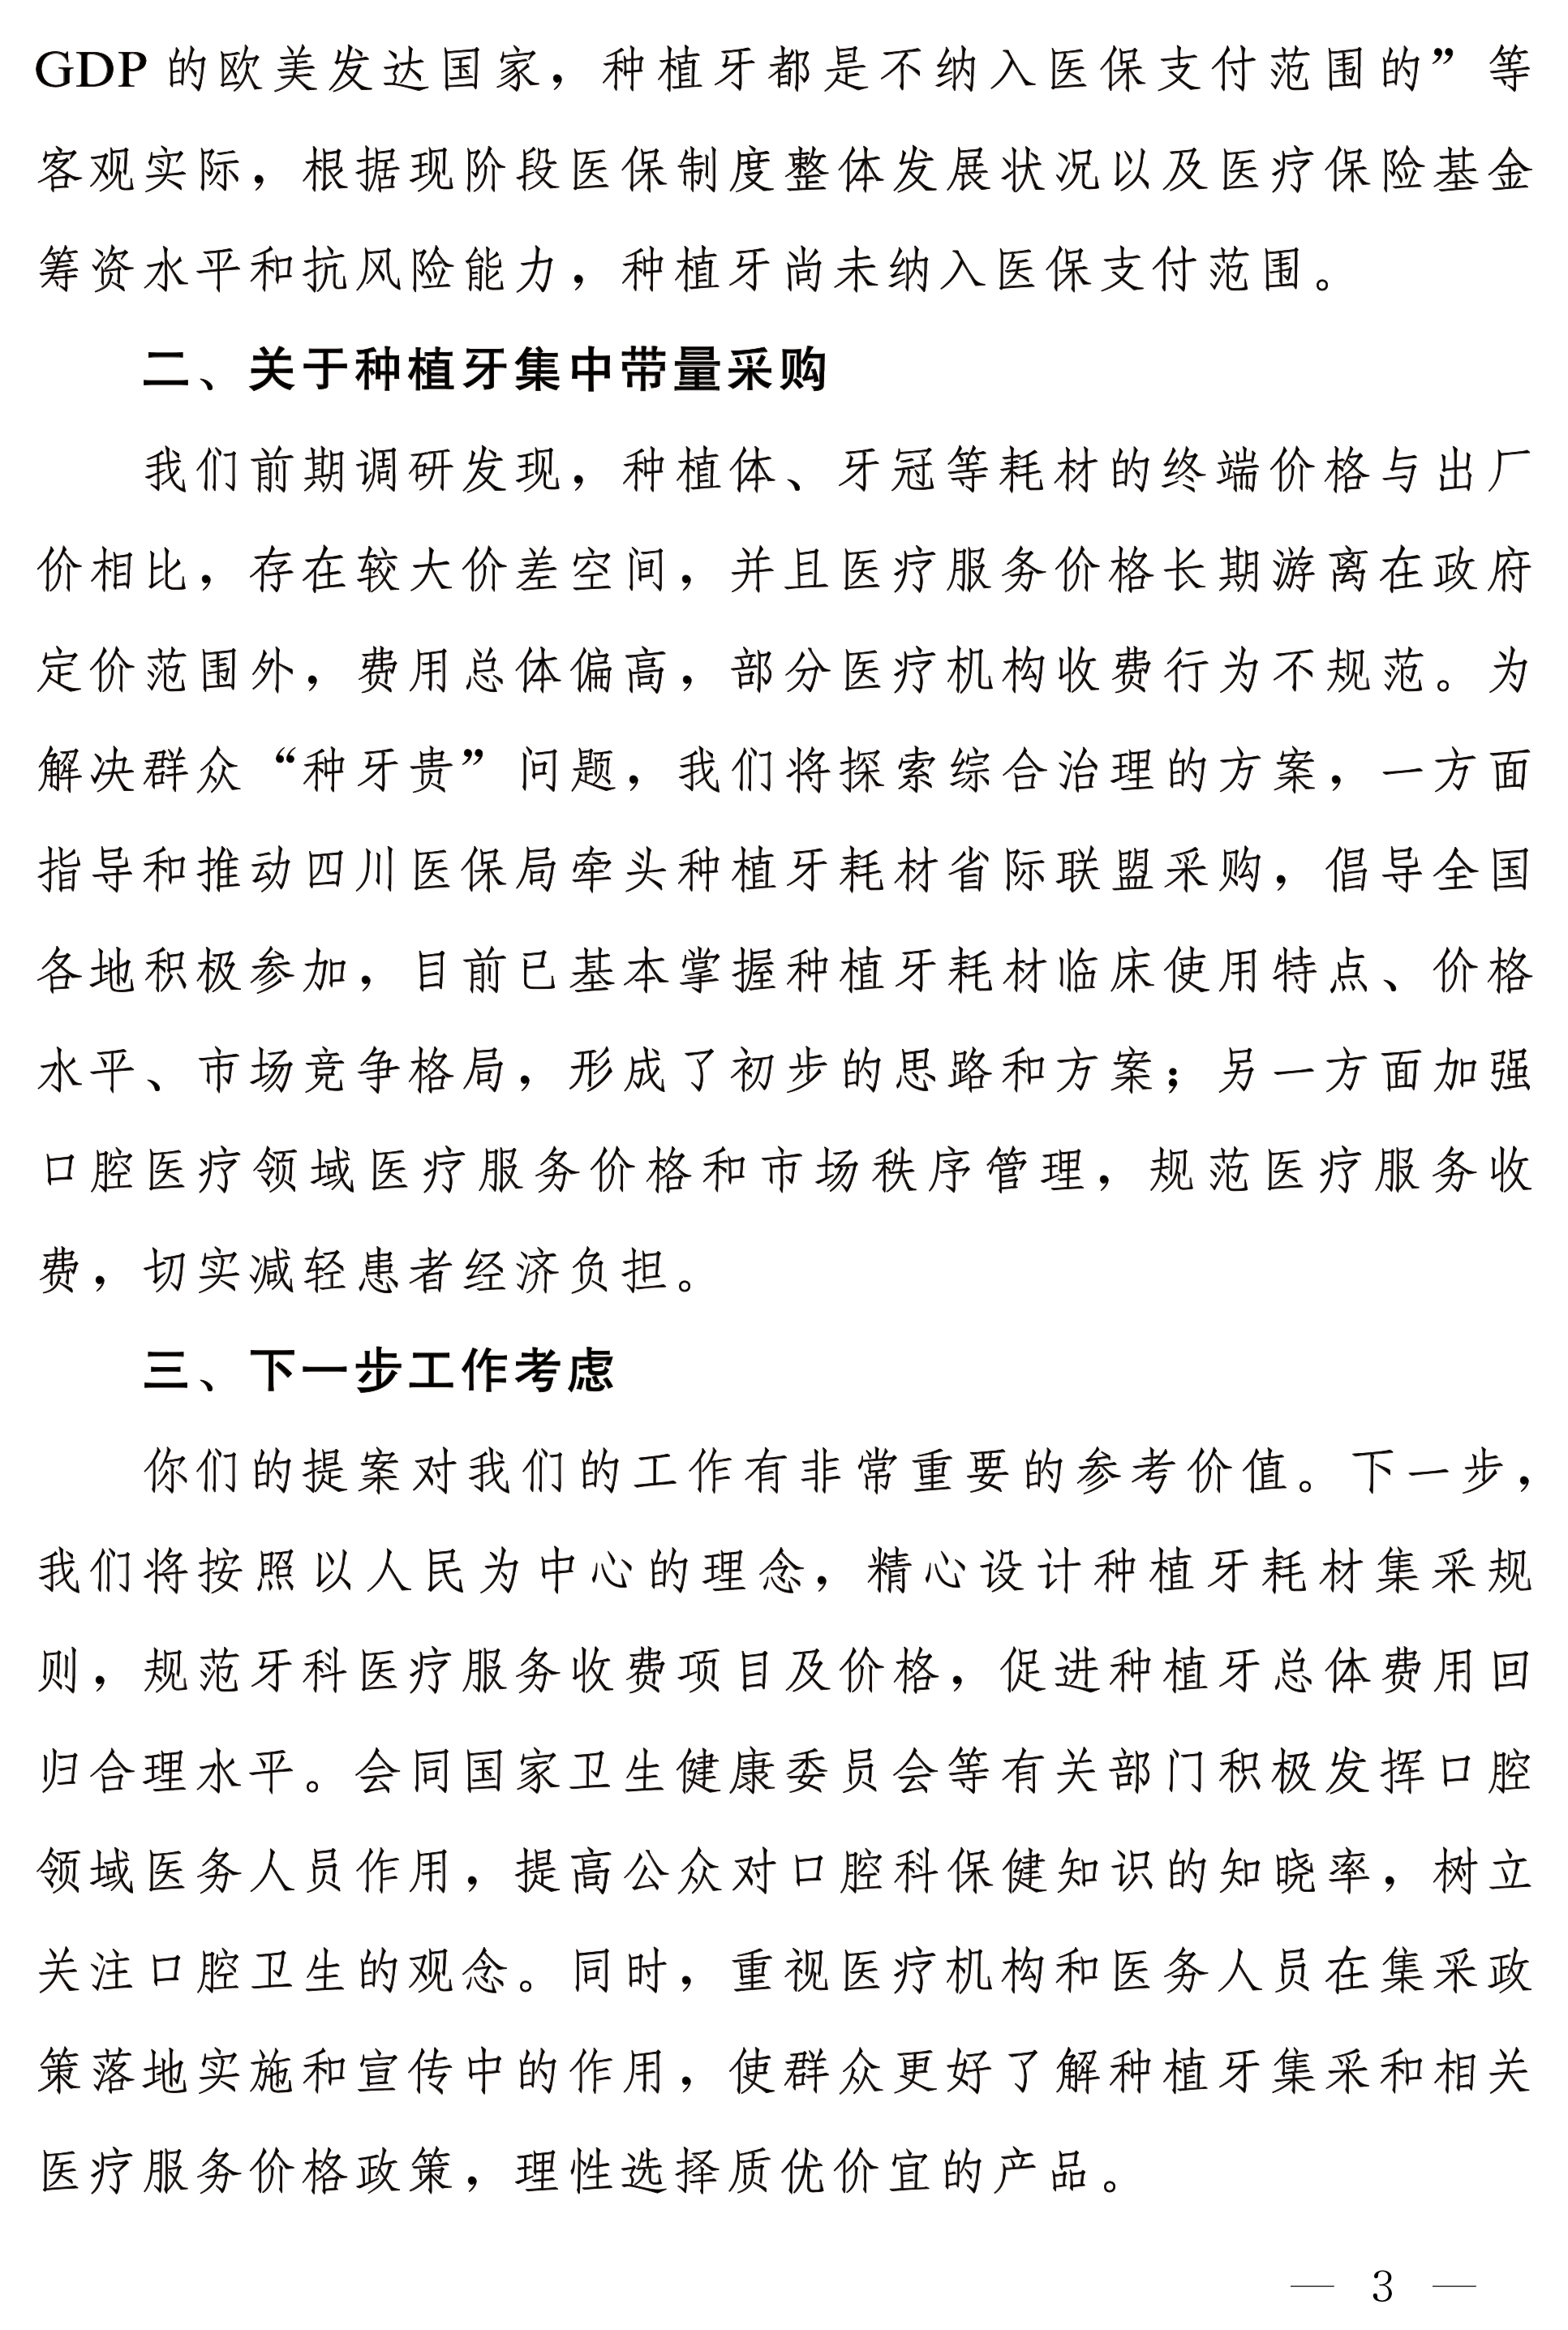 GDP 的欧美发达国家，种植牙都是不纳入医保支付范围的”等
客观实际，根据现阶段医保制度整体发展状况以及医疗保险基金
筹资水平和抗风险能力，种植牙尚未纳入医保支付范围。
二、关于种植牙集中带量采购
我们前期调研发现，种植体、牙冠等耗材的终端价格与出厂
价相比，存在较大价差空间，并且医疗服务价格长期游离在政府
定价范围外，费用总体偏高，部分医疗机构收费行为不规范。为
解决群众“种牙贵”问题，我们将探索综合治理的方案，一方面
指导和推动四川医保局牵头种植牙耗材省际联盟采购，倡导全国
各地积极参加，目前已基本掌握种植牙耗材临床使用特点、价格
水平、市场竞争格局，形成了初步的思路和方案；另一方面加强
口腔医疗领域医疗服务价格和市场秩序管理，规范医疗服务收
费，切实减轻患者经济负担。
三、下一步工作考虑
你们的提案对我们的工作有非常重要的参考价值。下一步，
我们将按照以人民为中心的理念，精心设计种植牙耗材集采规
则，规范牙科医疗服务收费项目及价格，促进种植牙总体费用回
归合理水平。会同国家卫生健康委员会等有关部门积极发挥口腔
领域医务人员作用，提高公众对口腔科保健知识的知晓率，树立
关注口腔卫生的观念。同时，重视医疗机构和医务人员在集采政
策落地实施和宣传中的作用，使群众更好了解种植牙集采和相关
医疗服务价格政策，理性选择质优价宜的产品。
— 3 —